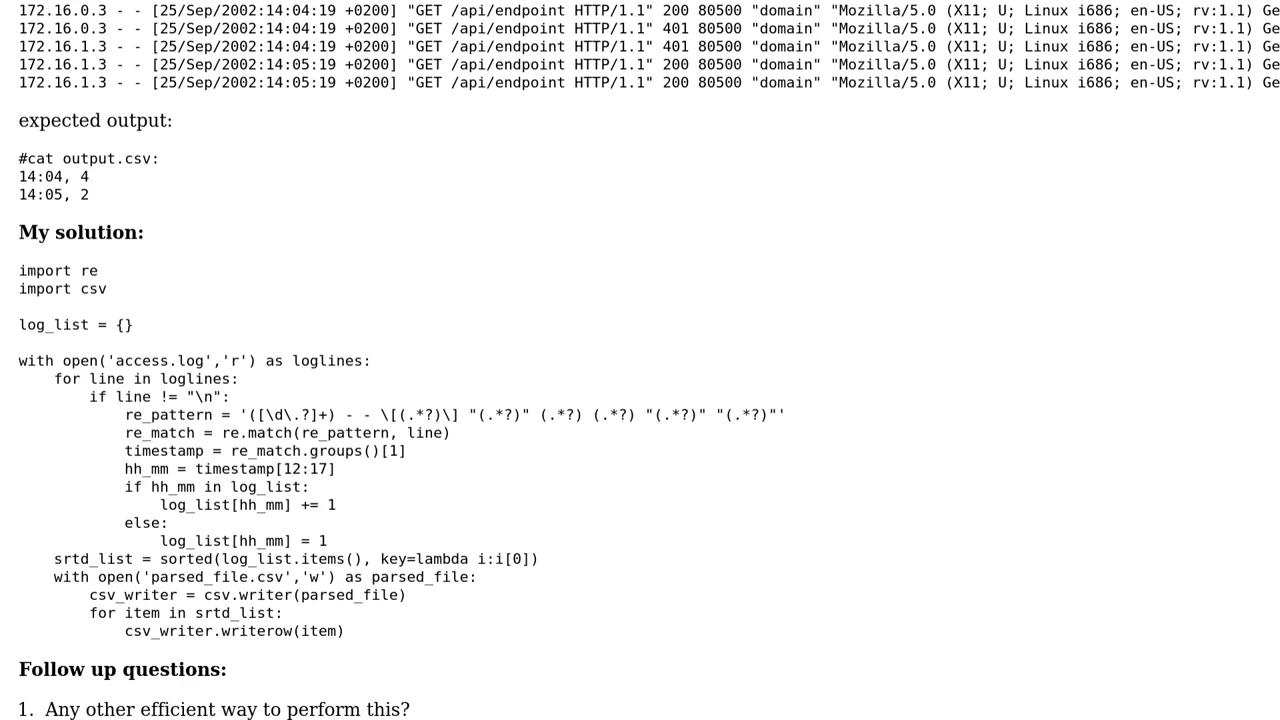 172.16.0.3 - - [25/Sep/2002:14:04:19 +0200] "GET /api/endpoint HTTP/1.1" 200 80500 "domain" "Mozilla/5.0 (X11; U; Linux i686; en-US; rv:1.1) Ge
172.16.0.3 - - [25/Sep/2002:14:04:19 +0200] "GET /api/endpoint HTTP/1.1" 401 80500 "domain" "Mozilla/5.0 (X11; U; Linux i686; en-US; rv:1.1) Ge
172.16.1.3 - - [25/Sep/2002:14:04:19 +0200] "GET /api/endpoint HTTP/1.1" 401 80500 "domain" "Mozilla/5.0 (X11; U; Linux i686; en-US; rv:1.1) Ge
172.16.1.3 - - [25/Sep/2002:14:05:19 +0200] "GET /api/endpoint HTTP/1.1" 200 80500 "domain" "Mozilla/5.0 (X11; U; Linux i686; en-US; rv:1.1) Ge
172.16.1.3 - - [25/Sep/2002:14:05:19 +0200] "GET /api/endpoint HTTP/1.1" 200 80500 "domain" "Mozilla/5.0 (X11; U; Linux i686; en-US; rv:1.1) Ge
expected output:
#cat output.csv:
14:04, 4
14:05, 2
My solution:
import re
import csv
log_list = {}
with open('access.log','r') as loglines:
    for line in loglines:
        if line != "\n":
            re_pattern = '([\d\.?]+) - - \[(.*?)\] "(.*?)" (.*?) (.*?) "(.*?)" "(.*?)"'
            re_match = re.match(re_pattern, line)
            timestamp = re_match.groups()[1]
            hh_mm = timestamp[12:17]
            if hh_mm in log_list:
                log_list[hh_mm] += 1
            else:
                log_list[hh_mm] = 1
    srtd_list = sorted(log_list.items(), key=lambda i:i[0])
    with open('parsed_file.csv','w') as parsed_file:
        csv_writer = csv.writer(parsed_file)
        for item in srtd_list:
            csv_writer.writerow(item)
Follow up questions:
1. Any other efficient way to perform this?